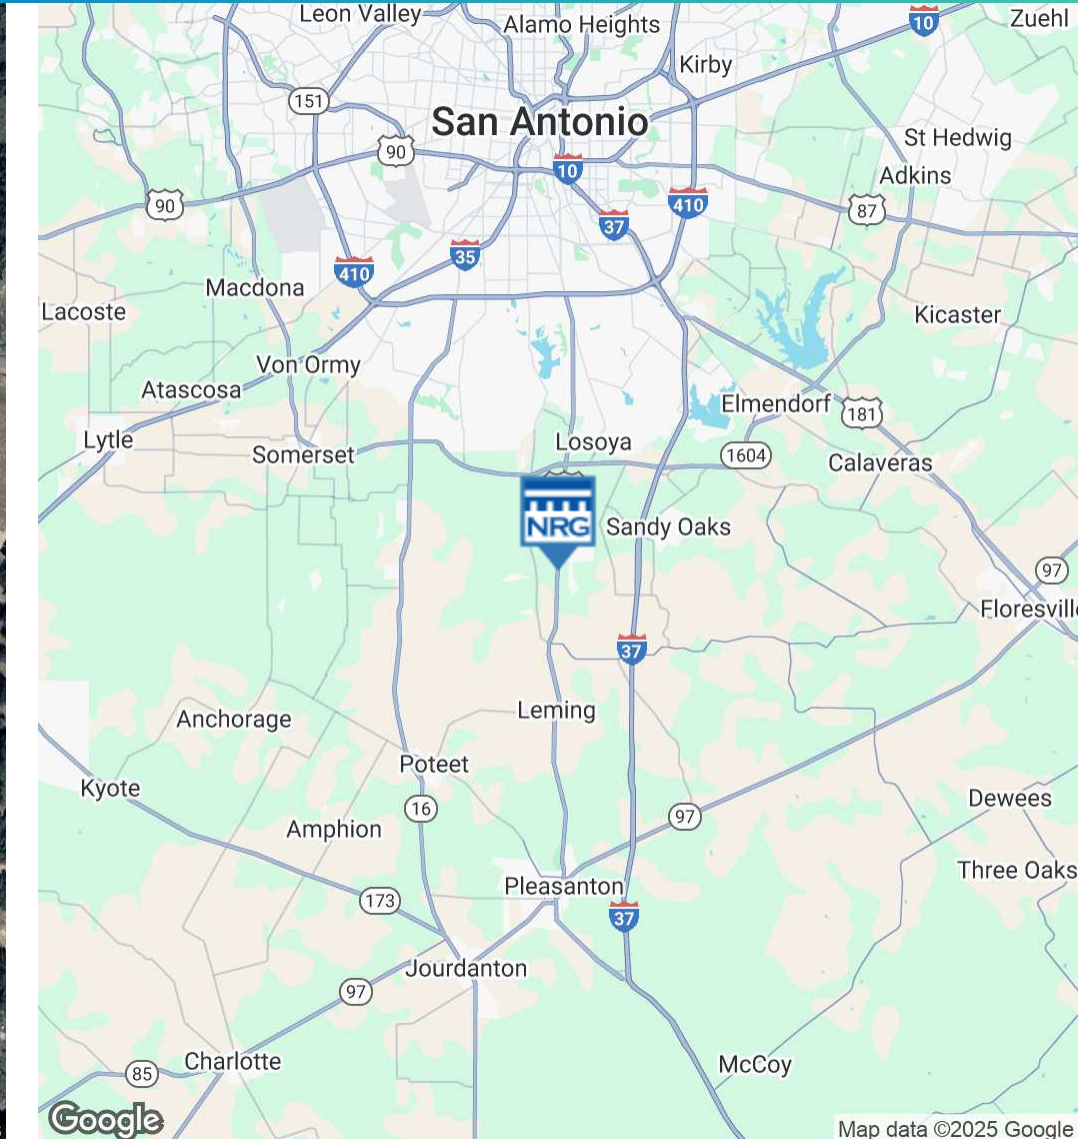 Leon Valley
Alamo Heights
10
Zuehl
Kirby
151
San Antonio
90
St Hedwig
10
Adkins
90
410
87
37
35
410
Macdona
Lacoste
Kicaster
Von Ormy
Atascosa
Elmendorf
181
Lytle
Losoya
Somerset
1604
Calaveras
NRG
Sandy Oaks
97
Floresville
37
Leming
Anchorage
Poteet
Kyote
Dewees
16
97
Amphion
Three Oaks
Pleasanton
173
37
Jourdanton
97
Charlotte
McCoy
85
Google
Map data ©2025 Google